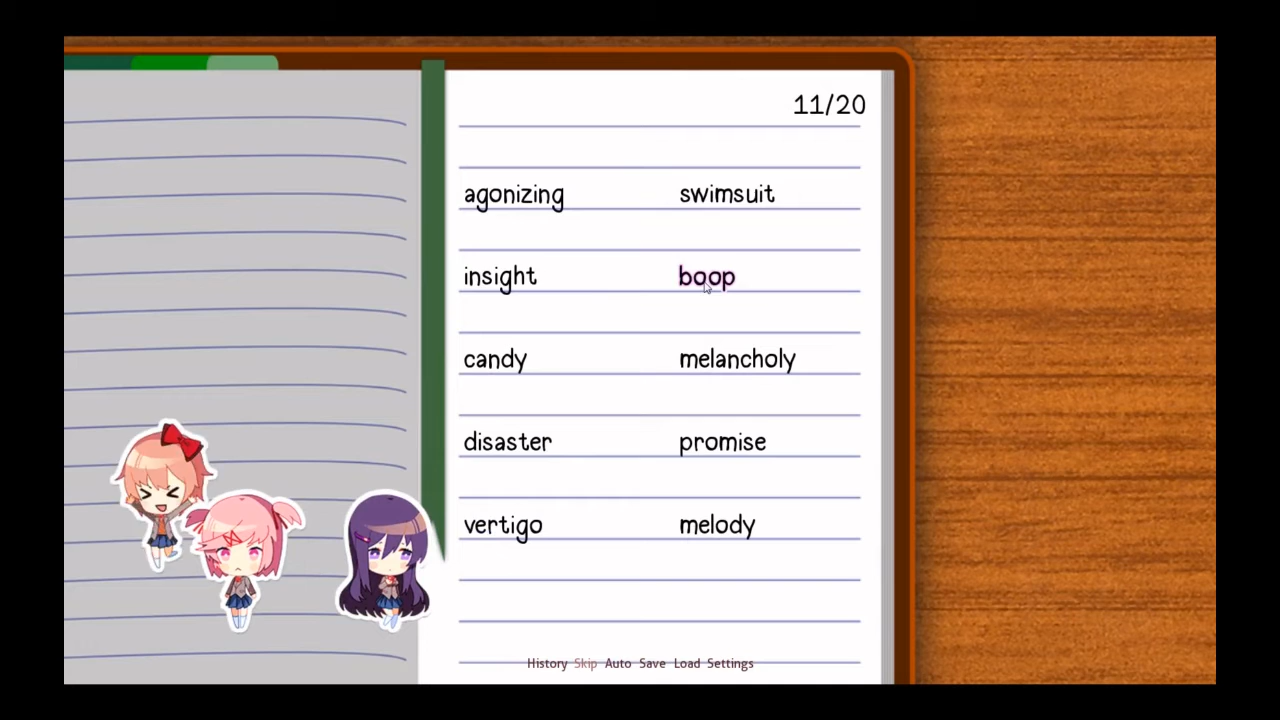 11/20
agonizing swimsuit
insight boop
candy melancholy
disaster promise
vertigo melody
History Skip Auto Save Load Settings